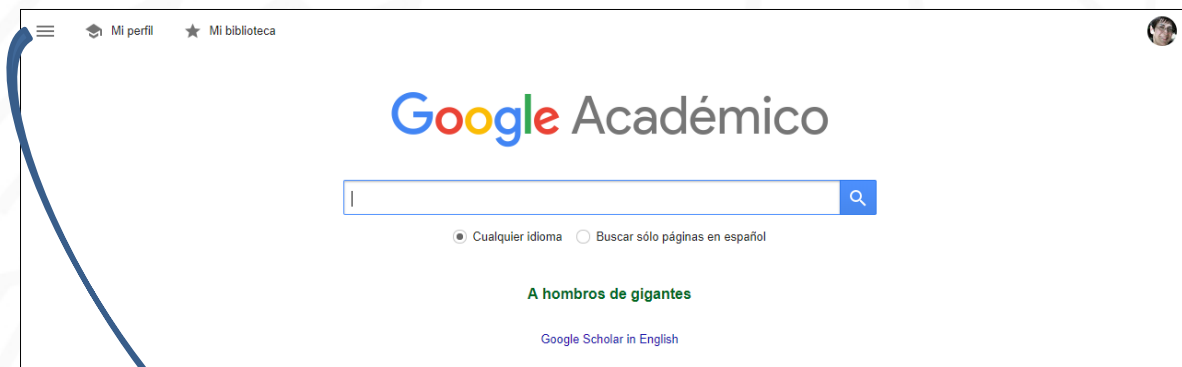 Mi perfil Mi biblioteca
Google Académico
Cualquier idioma Buscar sólo páginas en español
A hombros de gigantes
Google Scholar in English